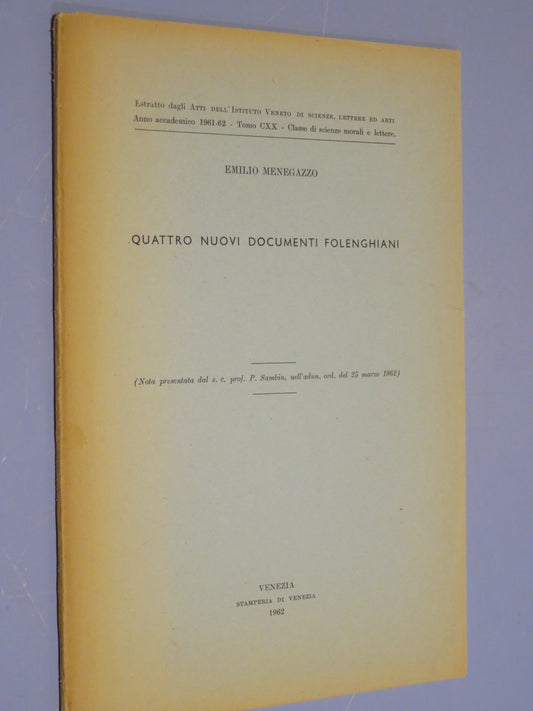 Estratto dagli Atti dell'Istituto Veneto di scienze, lettere ed arti
Anno accademico 1961-62 - Tomo CXX - Classe di scienze morali e lettere.
EMILIO MENEGAZZO
QUATTRO NUOVI DOCUMENTI FOLENGHIANI
(Nota presentata dal s. c. prof. P. Sambin, nell'adun. ord. del 25 marzo 1962)
VENEZIA
STAMPERIA DI VENEZIA
1962